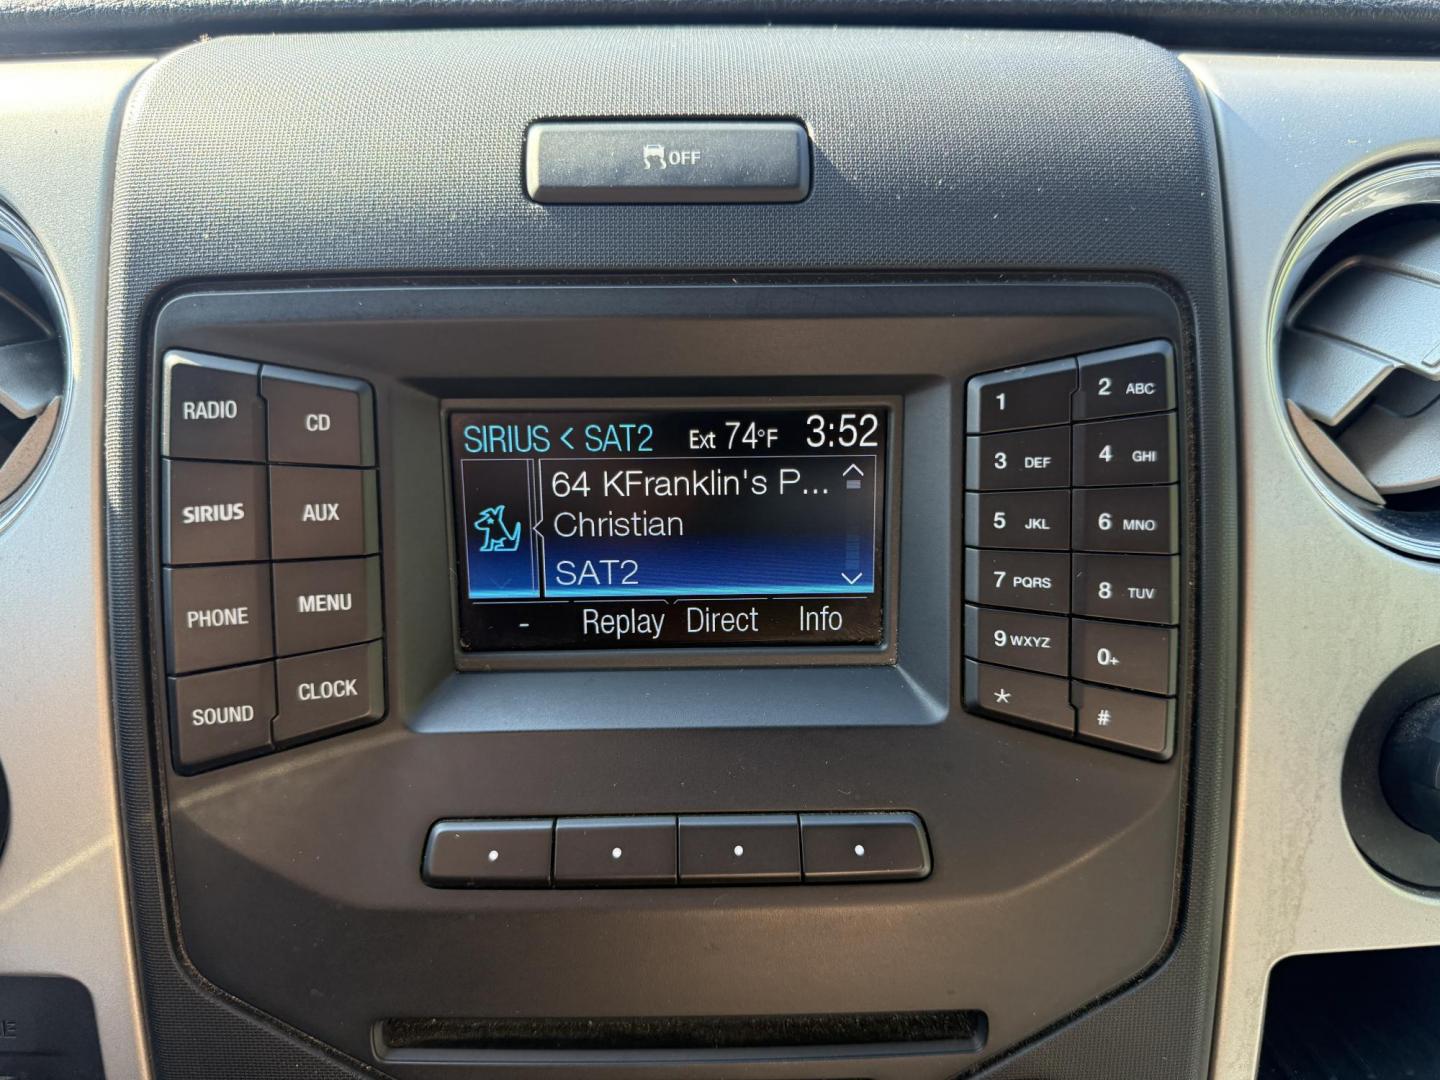 OFF
RADIO
CD
SIRIUS
AUX
PHONE
MENU
SOUND
CLOCK
SIRIUS < SAT2 Ext 74°F 3:52
64 KFranklin's P...
Christian
SAT2
- Replay Direct Info
1
2 ABC
3 DEF
4 GHI
5 JKL
6 MNO
7 PQRS
8 TUV
9 WXYZ
0+
*
#